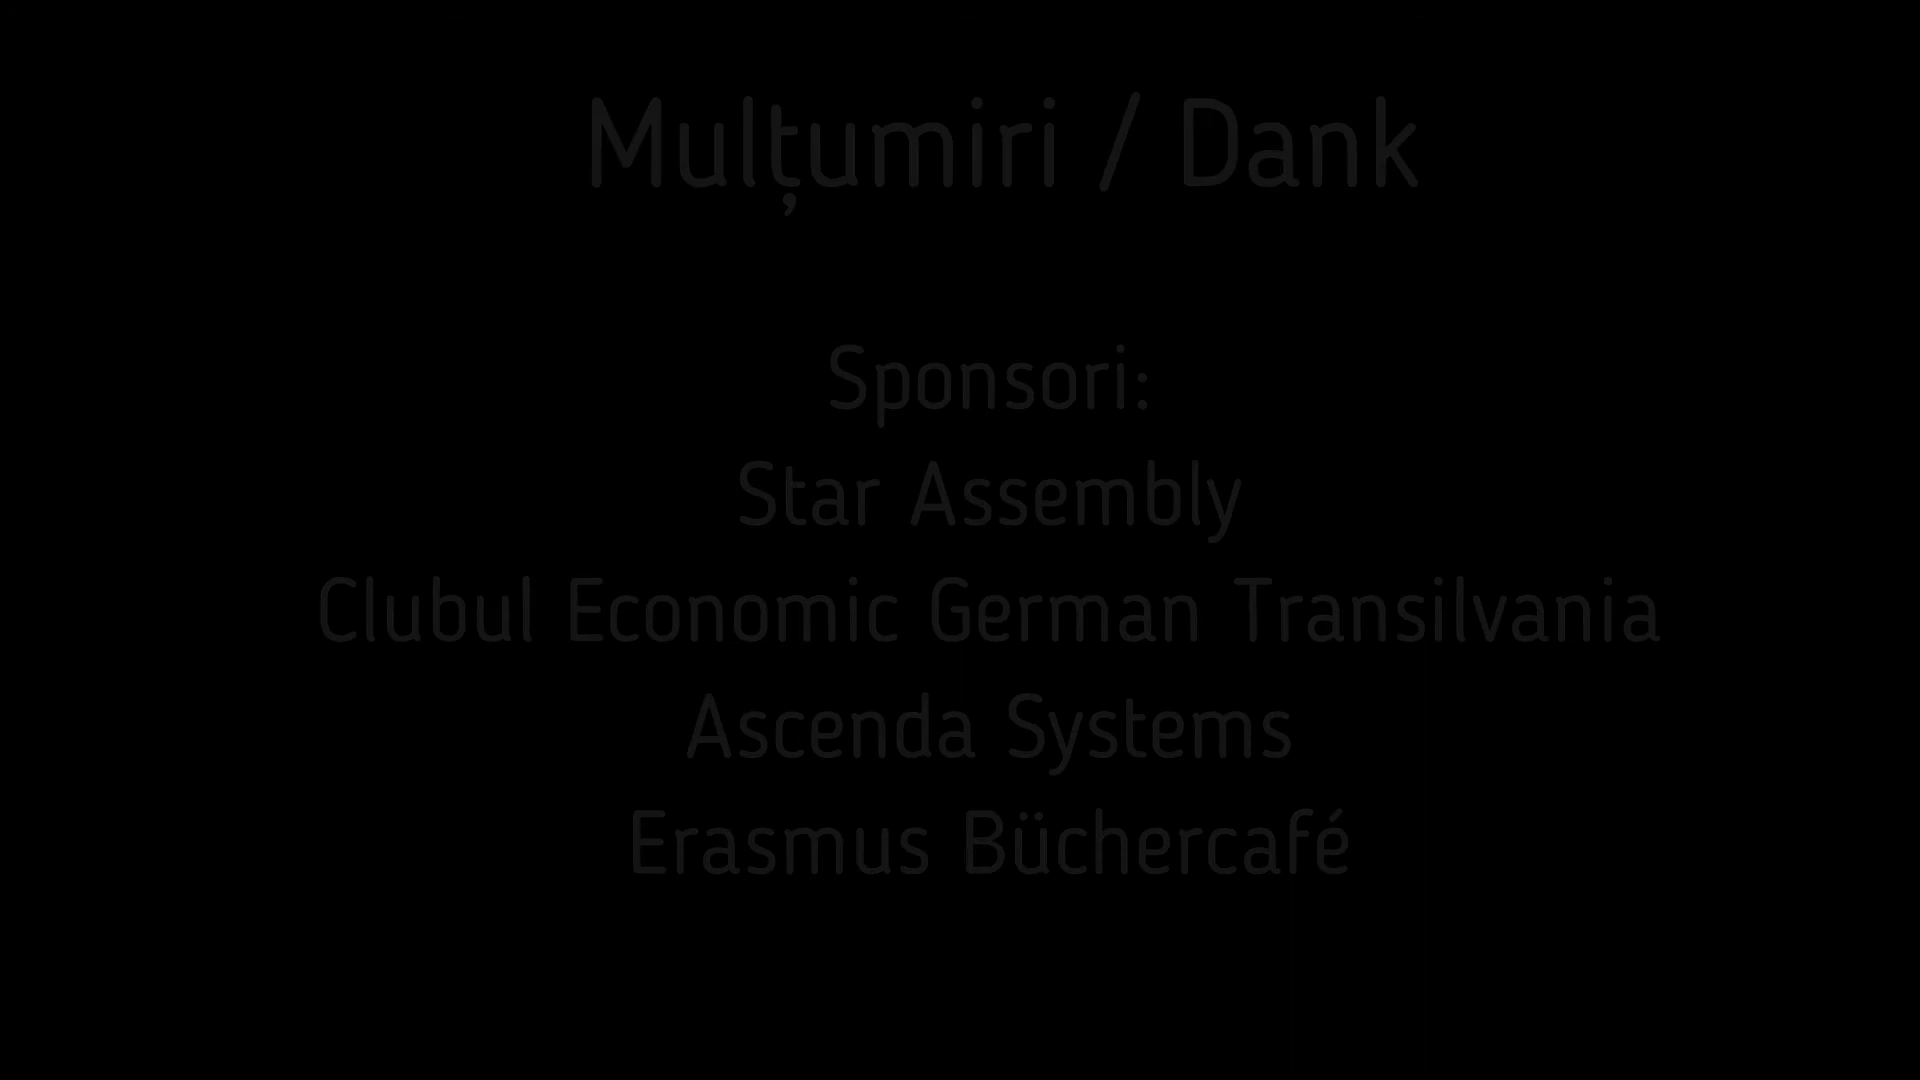 Mulțumiri / Dank
Sponsori:
Star Assembly
Clubul Economic German Transilvania
Ascenda Systems
Erasmus Büchercafé